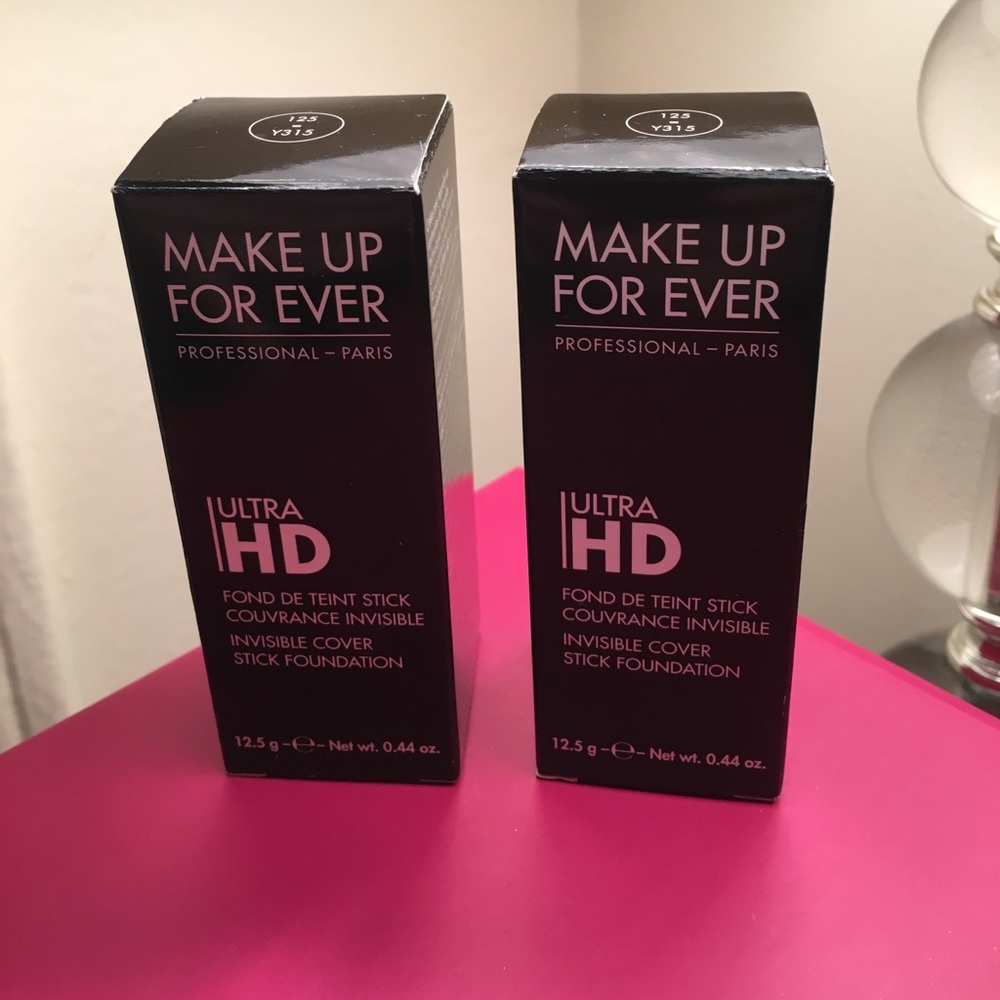 125
Y315
MAKE UP
FOR EVER
PROFESSIONAL – PARIS
ULTRA
HD
FOND DE TEINT STICK
COUVRANCE INVISIBLE
INVISIBLE COVER
STICK FOUNDATION
12.5 g –℮– Net wt. 0.44 oz.
125
Y315
MAKE UP
FOR EVER
PROFESSIONAL – PARIS
ULTRA
HD
FOND DE TEINT STICK
COUVRANCE INVISIBLE
INVISIBLE COVER
STICK FOUNDATION
12.5 g –℮– Net wt. 0.44 oz.